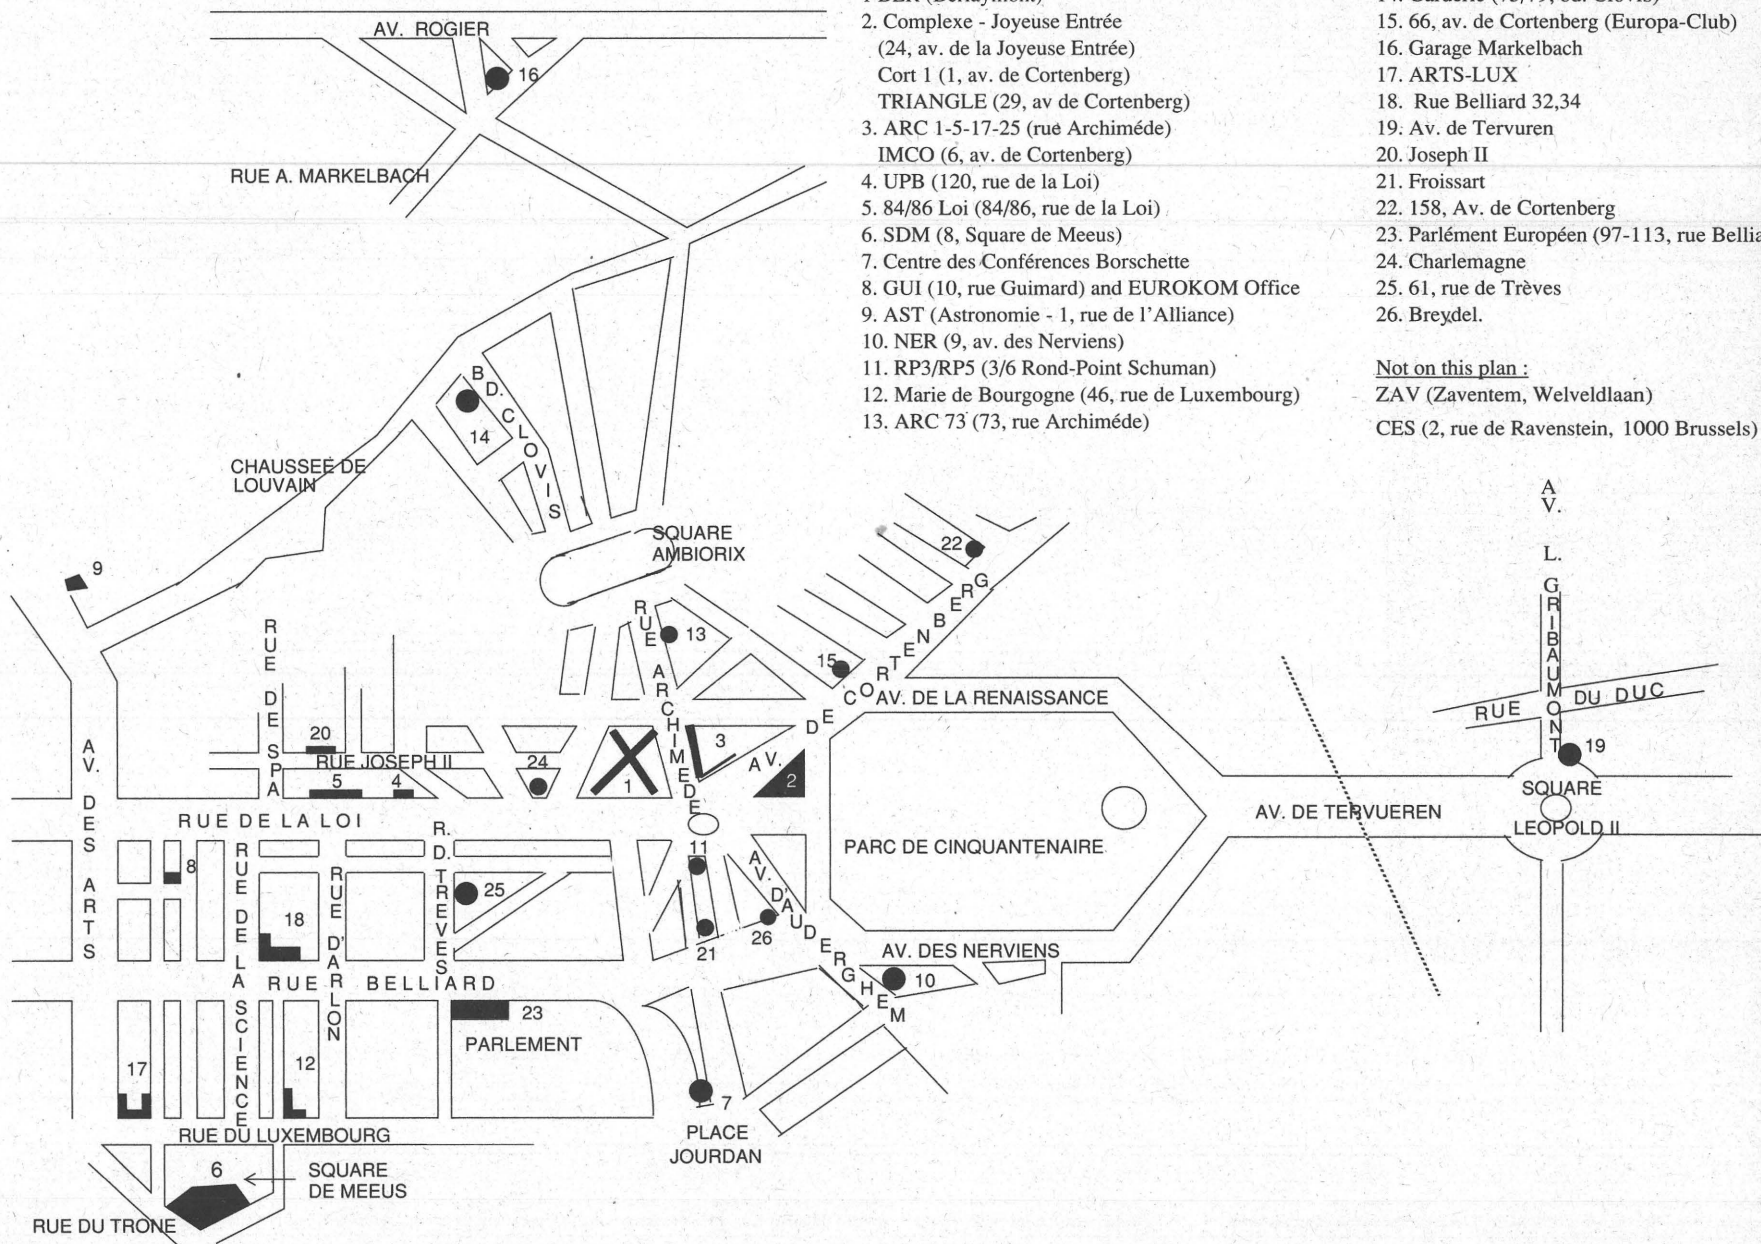 2. Complexe - Joyeuse Entrée
(24, av. de la Joyeuse Entrée)
Cort 1 (1, av. de Cortenberg)
TRIANGLE (29, av de Cortenberg)
3. ARC 1-5-17-25 (rue Archiméde)
IMCO (6, av. de Cortenberg)
4. UPB (120, rue de la Loi)
5. 84/86 Loi (84/86, rue de la Loi)
6. SDM (8, Square de Meeus)
7. Centre des Conférences Borschette
8. GUI (10, rue Guimard) and EUROKOM Office
9. AST (Astronomie - 1, rue de l'Alliance)
10. NER (9, av. des Nerviens)
11. RP3/RP5 (3/6 Rond-Point Schuman)
12. Marie de Bourgogne (46, rue de Luxembourg)
13. ARC 73 (73, rue Archiméde)
15. 66, av. de Cortenberg (Europa-Club)
16. Garage Markelbach
17. ARTS-LUX
18. Rue Belliard 32,34
19. Av. de Tervuren
20. Joseph II
21. Froissart
22. 158, Av. de Cortenberg
23. Parlément Européen (97-113, rue Bellia
24. Charlemagne
25. 61, rue de Trèves
26. Breydel.
Not on this plan :
ZAV (Zaventem, Welveldlaan)
CES (2, rue de Ravenstein, 1000 Brussels)
AV. ROGIER
16
RUE A. MARKELBACH
BD. CLOVIS
14
CHAUSSEE DE
LOUVAIN
9
SQUARE
AMBIORIX
22
AV. L. GRIBAUMONT
RUE DU DUC
19
SQUARE
LEOPOLD II
RUE ARCHIMEDE
13
15
AV. DE CORTENBERG
AV. DE LA RENAISSANCE
RUE DE SPA
20
RUE JOSEPH II
5
4
24
1
3
2
AV. DES ARTS
RUE DE LA LOI
AV. DE TERVUEREN
PARC DE CINQUANTENAIRE
8
RUE DE LA SCIENCE
RUE D'ARLON
R. D. TREVES
25
11
AV. D'AUDERGHEM
18
21
26
AV. DES NERVIENS
10
RUE BELLIARD
23
PARLEMENT
17
12
7
PLACE
JOURDAN
RUE DU LUXEMBOURG
6
SQUARE
DE MEEUS
RUE DU TRONE